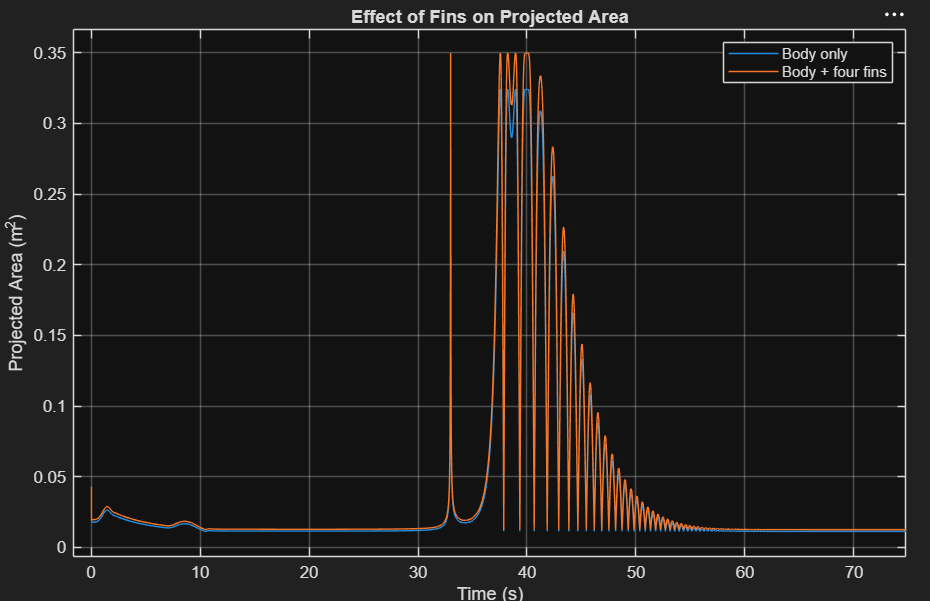 Effect of Fins on Projected Area
Body only
Body + four fins
Projected Area (m²)
0.35
0.3
0.25
0.2
0.15
0.1
0.05
0
0 10 20 30 40 50 60 70
Time (s)